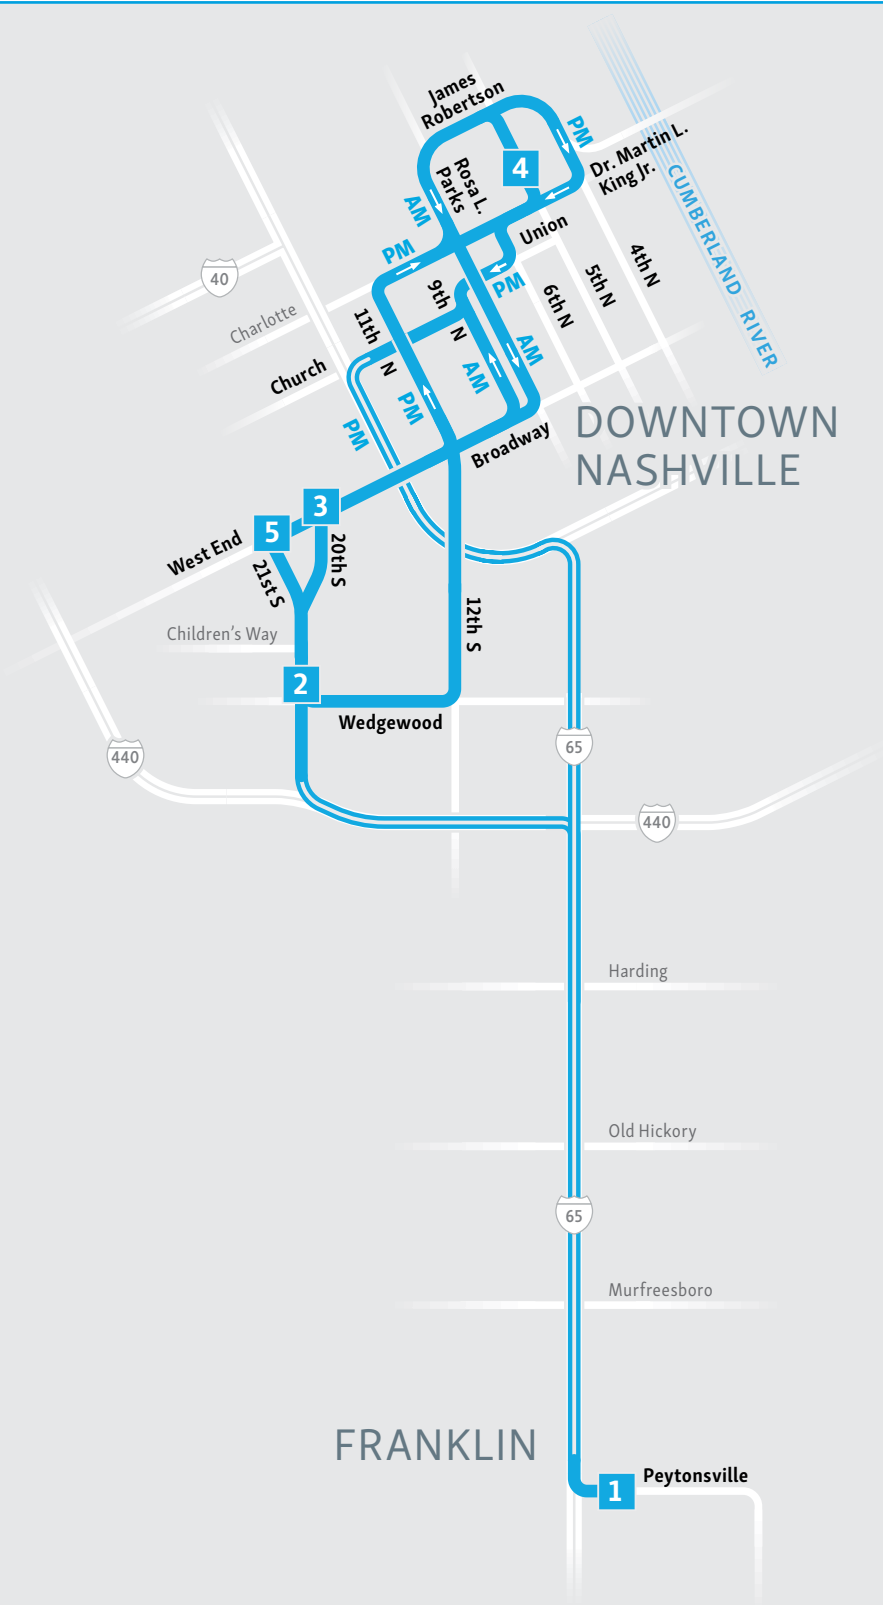 James
Robertson
PM
Dr. Martin L.
King Jr.
4
Rosa L.
Parks
AM
CUMBERLAND RIVER
Union
PM
4th N
5th N
40
PM
9th N
6th N
Charlotte
11th N
AM
Church
AM
PM
PM
Broadway
DOWNTOWN
NASHVILLE
3
5
West End
20th S
21st S
12th S
Children's Way
2
Wedgewood
65
440
440
Harding
Old Hickory
65
Murfreesboro
FRANKLIN
Peytonsville
1